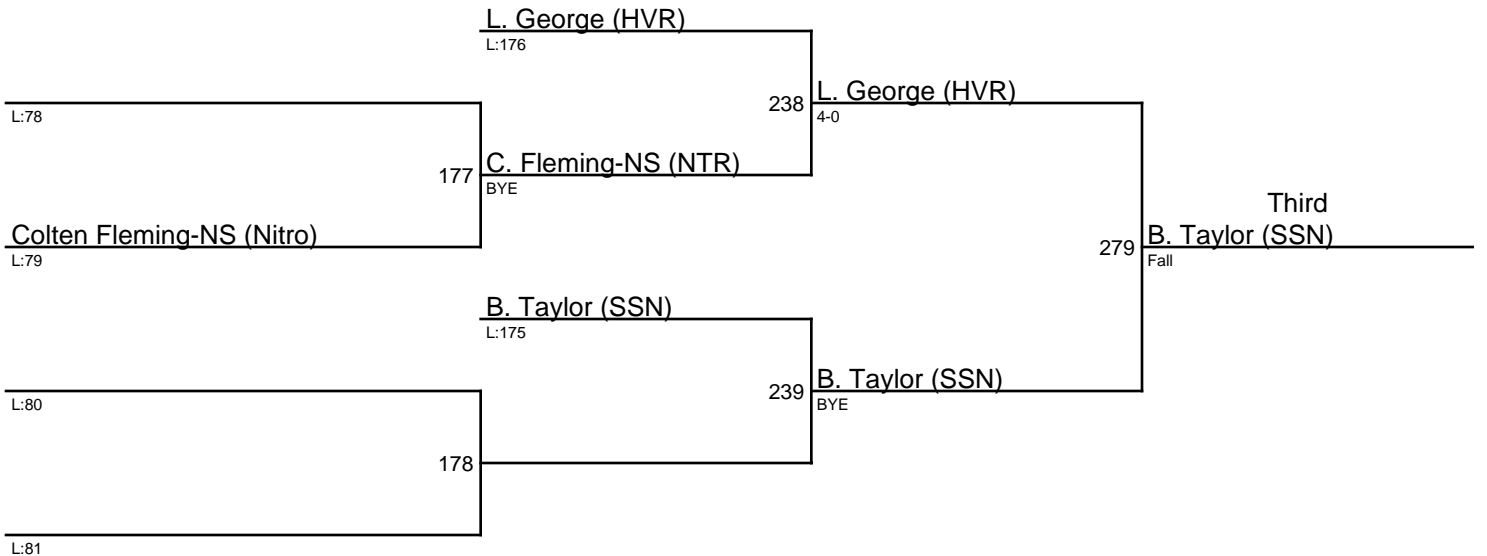 L. George (HVR)
L:176
L:78
238
L. George (HVR)
4-0
177
C. Fleming-NS (NTR)
BYE
Third
Colten Fleming-NS (Nitro)
L:79
279
B. Taylor (SSN)
Fall
B. Taylor (SSN)
L:175
L:80
239
B. Taylor (SSN)
BYE
178
L:81